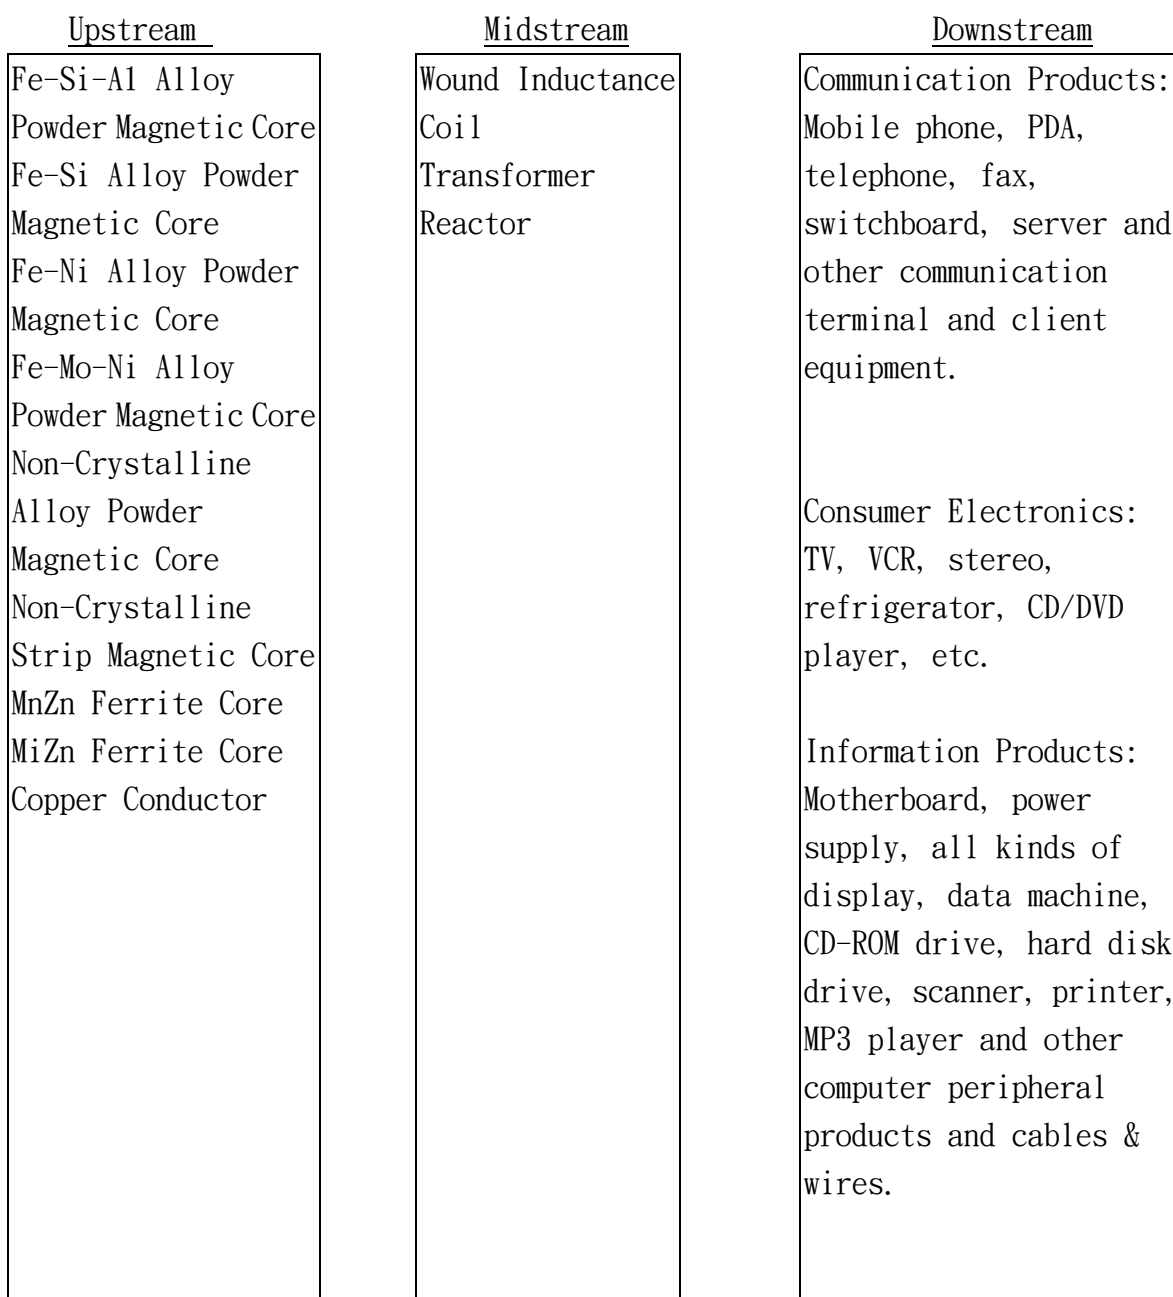 Upstream
Fe-Si-Al Alloy
Powder Magnetic Core
Fe-Si Alloy Powder
Magnetic Core
Fe-Ni Alloy Powder
Magnetic Core
Fe-Mo-Ni Alloy
Powder Magnetic Core
Non-Crystalline
Alloy Powder
Magnetic Core
Non-Crystalline
Strip Magnetic Core
MnZn Ferrite Core
MiZn Ferrite Core
Copper Conductor
Midstream
Wound Inductance
Coil
Transformer
Reactor
Downstream
Communication Products:
Mobile phone, PDA,
telephone, fax,
switchboard, server and
other communication
terminal and client
equipment.
Consumer Electronics:
TV, VCR, stereo,
refrigerator, CD/DVD
player, etc.
Information Products:
Motherboard, power
supply, all kinds of
display, data machine,
CD-ROM drive, hard disk
drive, scanner, printer,
MP3 player and other
computer peripheral
products and cables &
wires.